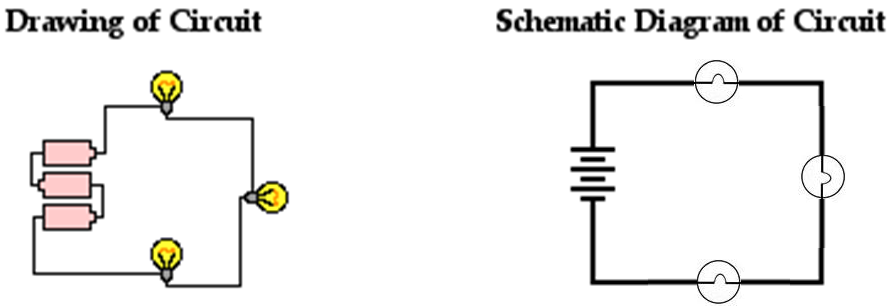 Drawing of Circuit
Schematic Diagram of Circuit